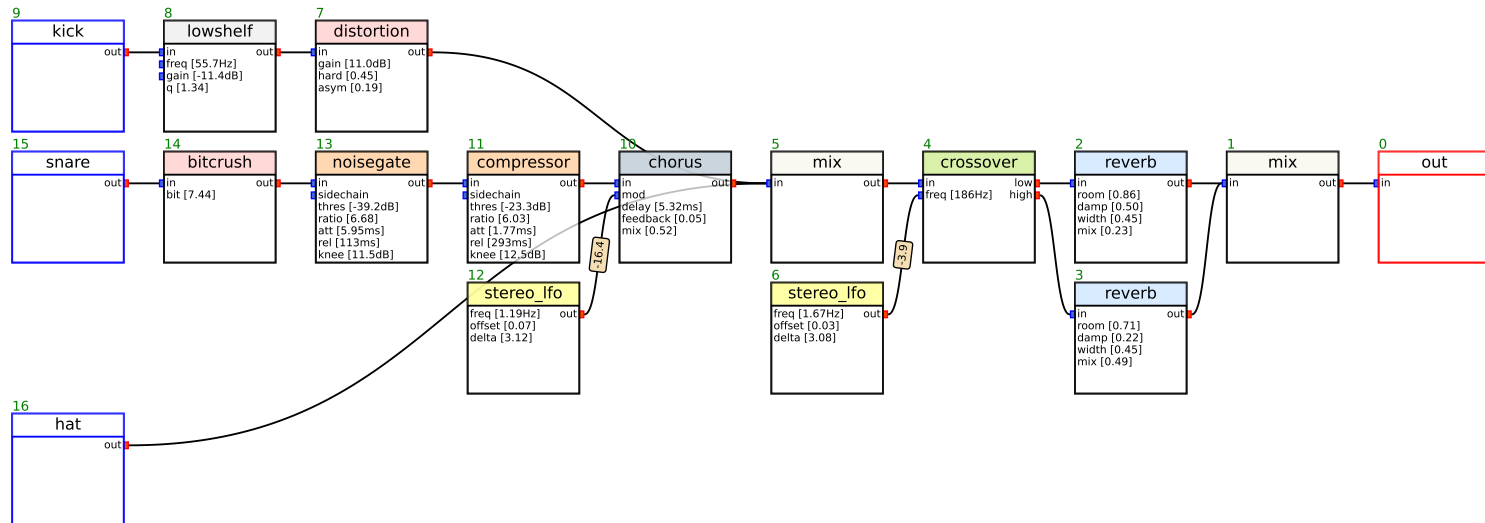 9
kick
out
8
lowshelf
in out
freq [55.7Hz]
gain [-11.4dB]
q [1.34]
7
distortion
in out
gain [11.0dB]
hard [0.45]
asym [0.19]
15
snare
out
14
bitcrush
in out
bit [7.44]
13
noisegate
in out
sidechain
thres [-39.2dB]
ratio [6.68]
att [5.95ms]
rel [113ms]
knee [11.5dB]
11
compressor
in out
sidechain
thres [-23.3dB]
ratio [6.03]
att [1.77ms]
rel [293ms]
knee [12.5dB]
10
chorus
in out
mod
delay [5.32ms]
feedback [0.05]
mix [0.52]
5
mix
in out
4
crossover
in low
freq [186Hz] high
2
reverb
in out
room [0.86]
damp [0.50]
width [0.45]
mix [0.23]
1
mix
in out
0
out
in
-16.4
-3.9
12
stereo_lfo
freq [1.19Hz] out
offset [0.07]
delta [3.12]
6
stereo_lfo
freq [1.67Hz] out
offset [0.03]
delta [3.08]
3
reverb
in out
room [0.71]
damp [0.22]
width [0.45]
mix [0.49]
16
hat
out